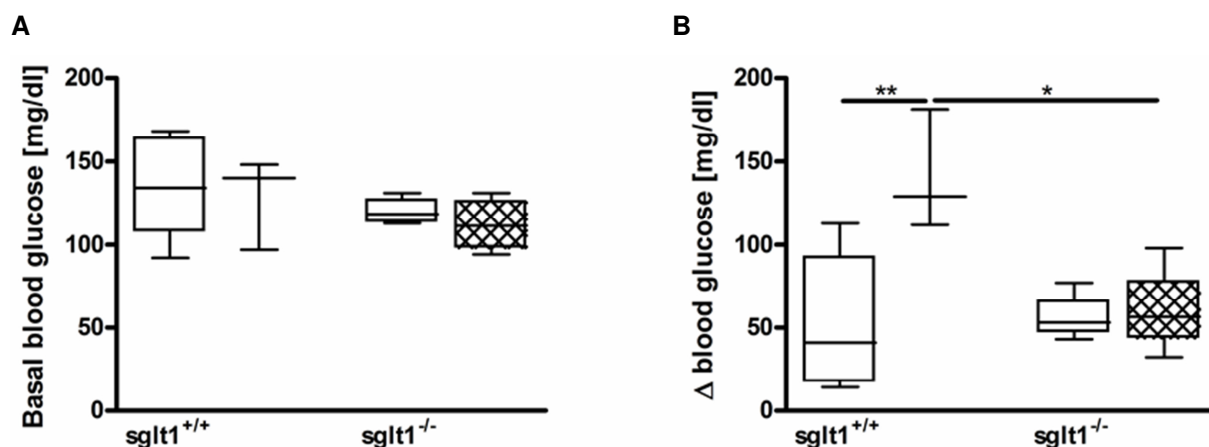 A
Basal blood glucose [mg/dl]
200
150
100
50
0
sglt1+/+
sglt1-/-
B
Δ blood glucose [mg/dl]
200
150
100
50
0
**
*
sglt1+/+
sglt1-/-